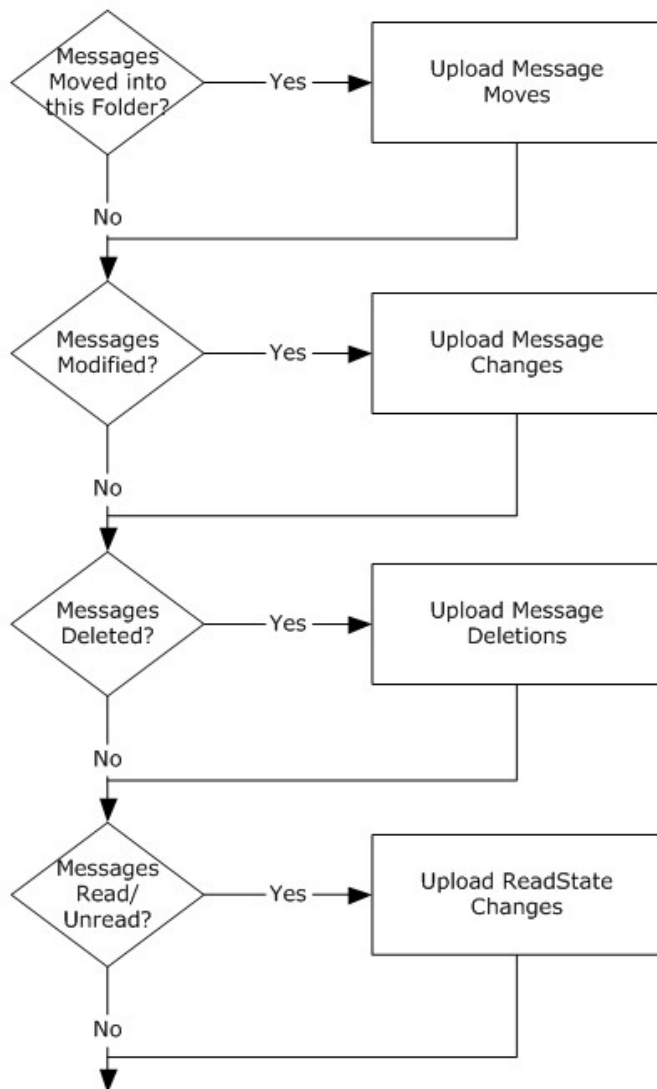 Messages
Moved into
this Folder?
Yes
Upload Message
Moves
No
Messages
Modified?
Yes
Upload Message
Changes
No
Messages
Deleted?
Yes
Upload Message
Deletions
No
Messages
Read/
Unread?
Yes
Upload ReadState
Changes
No